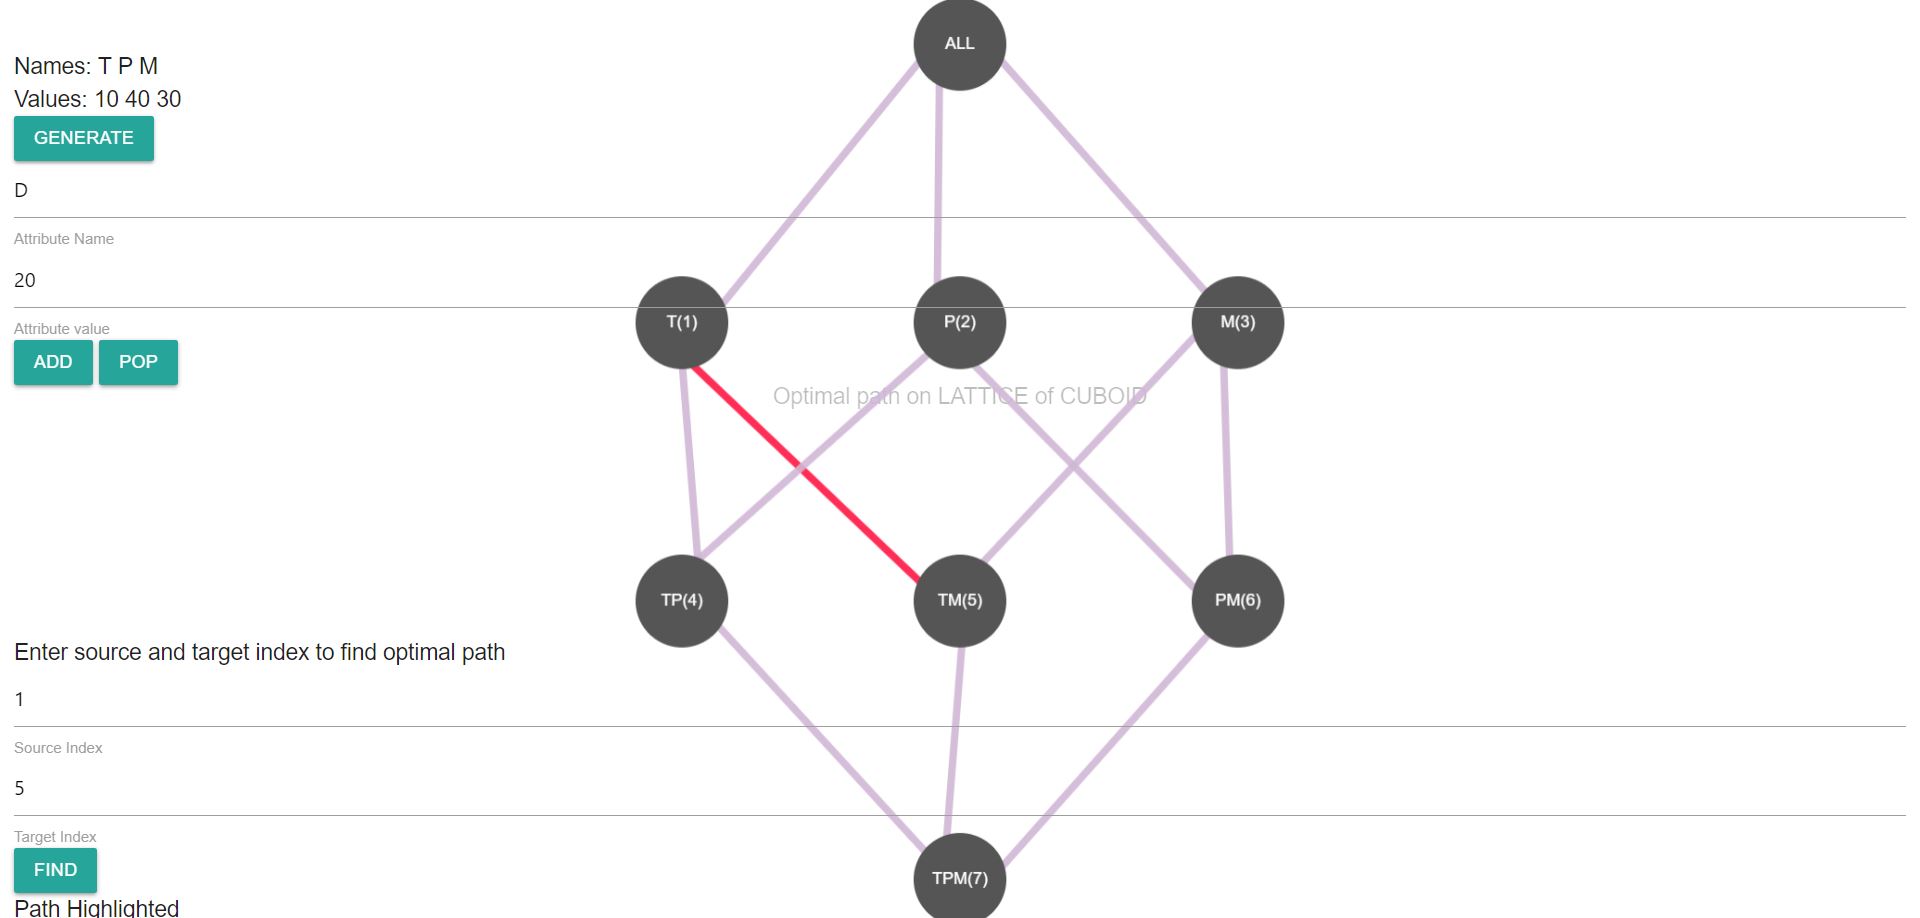 ALL
Names: T P M
Values: 10 40 30
GENERATE
D
Attribute Name
20
T(1) P(2) M(3)
Attribute value
ADD POP
Optimal path on LATTICE of CUBOID
TP(4) TM(5) PM(6)
Enter source and target index to find optimal path
1
Source Index
5
Target Index
FIND
TPM(7)
Path Highlighted